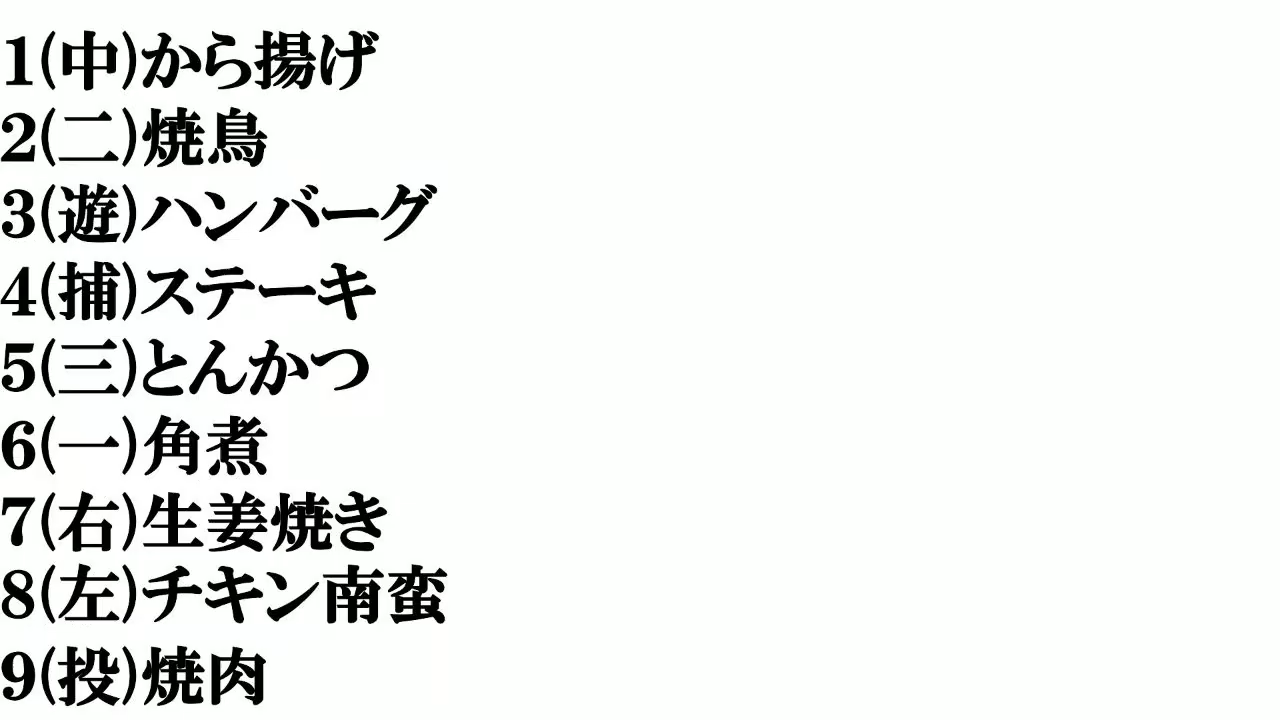 1(中)から揚げ
2(二)焼鳥
3(遊)ハンバーグ
4(捕)ステーキ
5(三)とんかつ
6(一)角煮
7(右)生姜焼き
8(左)チキン南蛮
9(投)焼肉